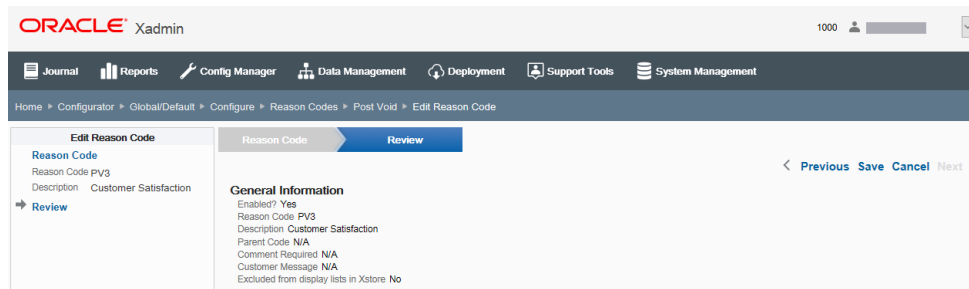 ORACLE® Xadmin
1000
Journal Reports Config Manager Data Management Deployment Support Tools System Management
Home ▸ Configurator ▸ Global/Default ▸ Configure ▸ Reason Codes ▸ Post Void ▸ Edit Reason Code
Edit Reason Code
Reason Code
Reason Code PV3
Description Customer Satisfaction
Review
Reason Code Review
Previous Save Cancel Next
General Information
Enabled? Yes
Reason Code PV3
Description Customer Satisfaction
Parent Code N/A
Comment Required N/A
Customer Message N/A
Excluded from display lists in Xstore No